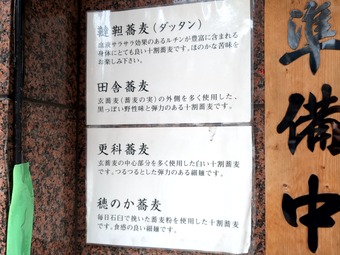 韃靼蕎麦(ダッタン)
血液サラサラ効果のあるルチンが豊富に含まれる
身体にとても良い十割蕎麦です。ほのかな苦味を
お楽しみ下さい。
田舎蕎麦
玄蕎麦(蕎麦の実)の外側を多く使用した、
黒っぽい野性味と弾力のある十割蕎麦です。
更科蕎麦
玄蕎麦の中心部分を多く使用した白い十割蕎麦
です。つるつるとした弾力のある細麺です。
穂のか蕎麦
毎日石臼で挽いた蕎麦粉を使用した十割蕎麦
です。食感の良い細麺です。
準備中